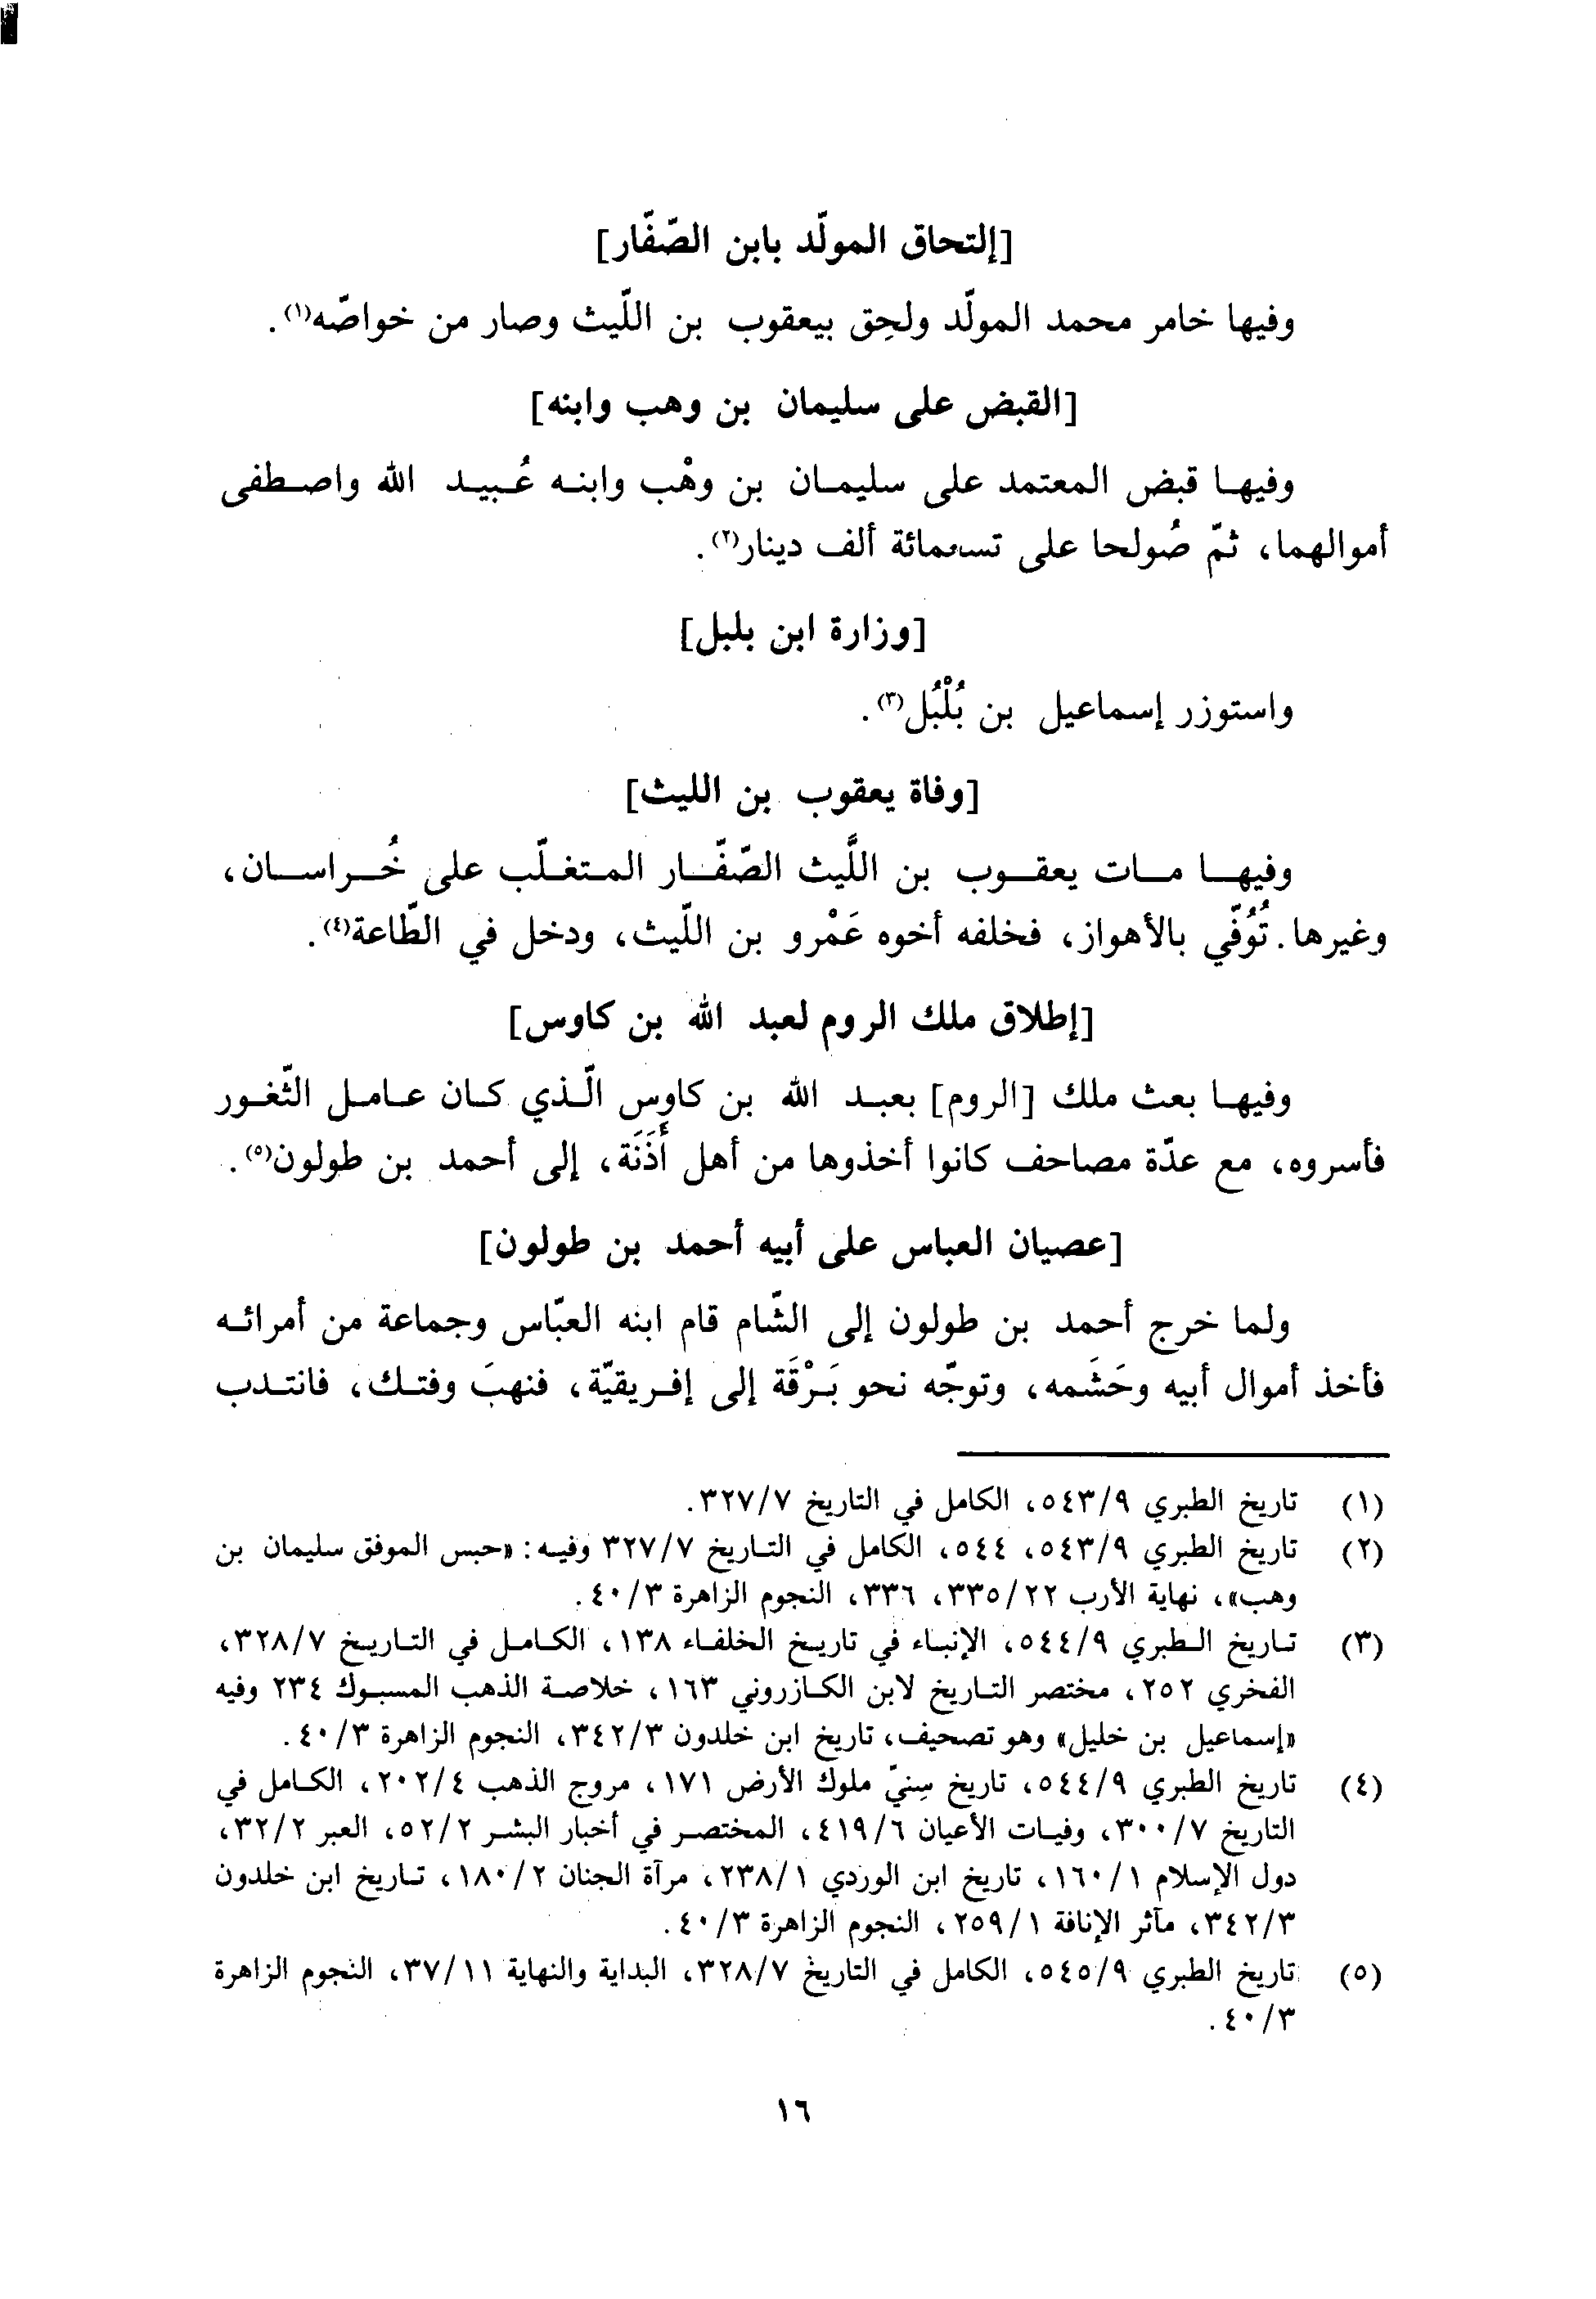 [إلتحاق المولّد بابن الصّفّار]
وفيها خامر محمد المولّد ولحِق بيعقوب بن اللّيث وصار من خواصّه(١).
[القبض على سليمان بن وهب وابنه]
وفيها قبض المعتمد على سليمان بن وهْب وابنه عُبيد الله واصطفى
أموالهما، ثمّ صُولحا على تسعمائة ألف دينار(٢).
[وزارة ابن بلبل]
واستوزر إسماعيل بن بُلْبُل(٣).
[وفاة يعقوب بن الليث]
وفيها مات يعقوب بن اللَّيث الصّفّار المتغلّب على خُراسان،
وغيرها. تُوُفّي بالأهواز، فخلفه أخوه عَمْرو بن اللّيث، ودخل في الطّاعة(٤).
[إطلاق ملك الروم لعبد الله بن كاوس]
وفيها بعث ملك [الروم] بعبد الله بن كاوس الّذي كان عامل الثّغور
فأسروه، مع عدّة مصاحف كانوا أخذوها من أهل أَذَنَة، إلى أحمد بن طولون(٥).
[عصيان العباس على أبيه أحمد بن طولون]
ولما خرج أحمد بن طولون إلى الشّام قام ابنه العبّاس وجماعة من أمرائه
فأخذ أموال أبيه وحَشَمه، وتوجّه نحو بَرْقَة إلى إفريقيّة، فنهبَ وفتك، فانتدب
(١) تاريخ الطبري ٥٤٣/٩، الكامل في التاريخ ٣٢٧/٧.
(٢) تاريخ الطبري ٥٤٣/٩، ٥٤٤، الكامل في التاريخ ٣٢٧/٧ وفيه: «حبس الموفق سليمان بن
وهب»، نهاية الأرب ٣٣٥/٢٢، ٣٣٦، النجوم الزاهرة ٤٠/٣.
(٣) تاريخ الطبري ٥٤٤/٩، الإنباء في تاريخ الخلفاء ١٣٨، الكامل في التاريخ ٣٢٨/٧،
الفخري ٢٥٢، مختصر التاريخ لابن الكازروني ١٦٣، خلاصة الذهب المسبوك ٢٣٤ وفيه
«إسماعيل بن خليل» وهو تصحيف، تاريخ ابن خلدون ٣٤٢/٣، النجوم الزاهرة ٤٠/٣.
(٤) تاريخ الطبري ٥٤٤/٩، تاريخ سِنيّ ملوك الأرض ١٧١، مروج الذهب ٢٠٢/٤، الكامل في
التاريخ ٣٠٠/٧، وفيات الأعيان ٤١٩/٦، المختصر في أخبار البشر ٥٢/٢، العبر ٣٢/٢،
دول الإسلام ١٦٠/١، تاريخ ابن الوردي ٢٣٨/١، مرآة الجنان ١٨٠/٢، تاريخ ابن خلدون
٣٤٢/٣، مآثر الإنافة ٢٥٩/١، النجوم الزاهرة ٤٠/٣.
(٥) تاريخ الطبري ٥٤٥/٩، الكامل في التاريخ ٣٢٨/٧، البداية والنهاية ٣٧/١١، النجوم الزاهرة
٤٠/٣.
١٦